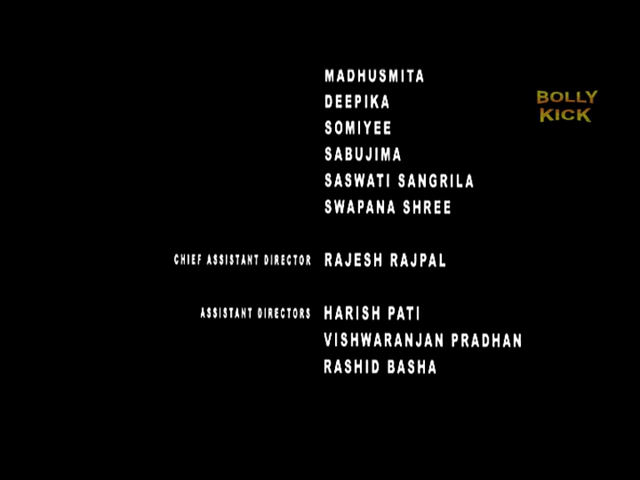 MADHUSMITA
DEEPIKA
SOMIYEE
SABUJIMA
SASWATI SANGRILA
SWAPANA SHREE
CHIEF ASSISTANT DIRECTOR RAJESH RAJPAL
ASSISTANT DIRECTORS HARISH PATI
VISHWARANJAN PRADHAN
RASHID BASHA
BOLLY
KICK